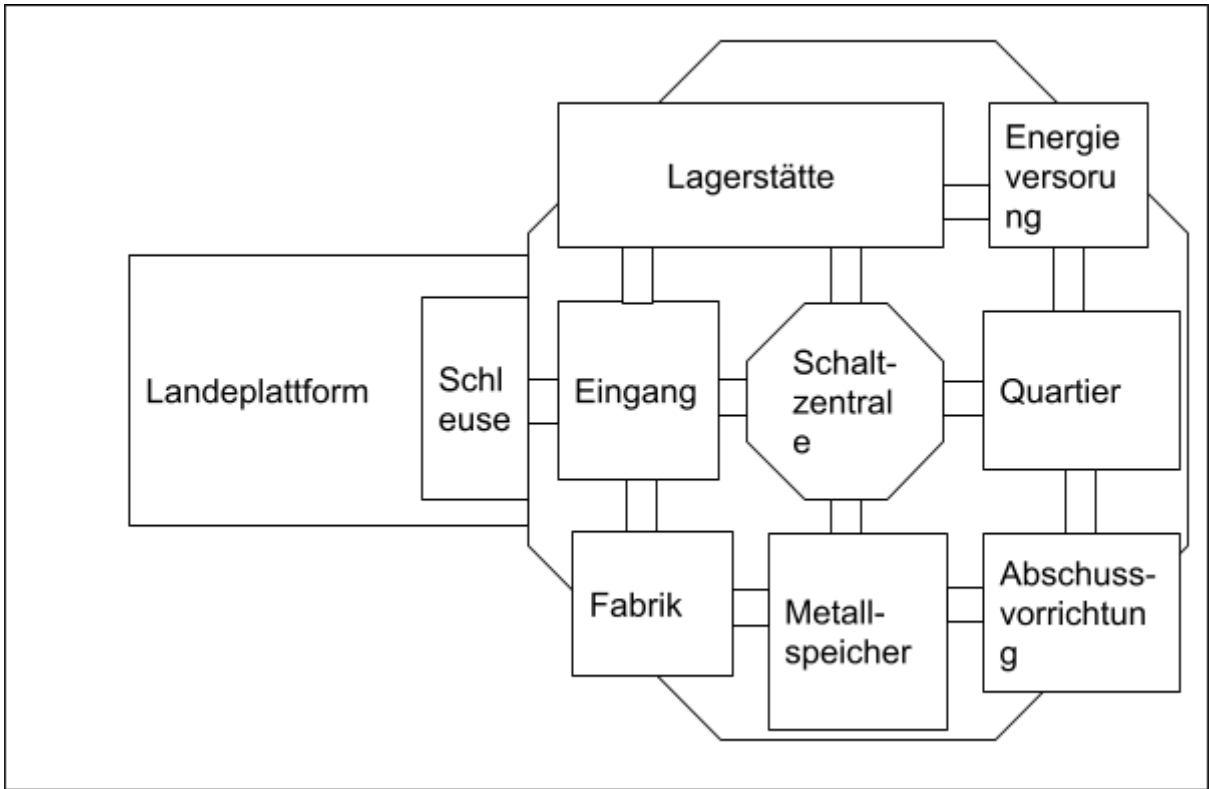 Lagerstätte
Energie
versoru
ng
Landeplattform
Schl
euse
Eingang
Schalt-
zentral
e
Quartier
Fabrik
Metall-
speicher
Abschuss-
vorrichtun
g